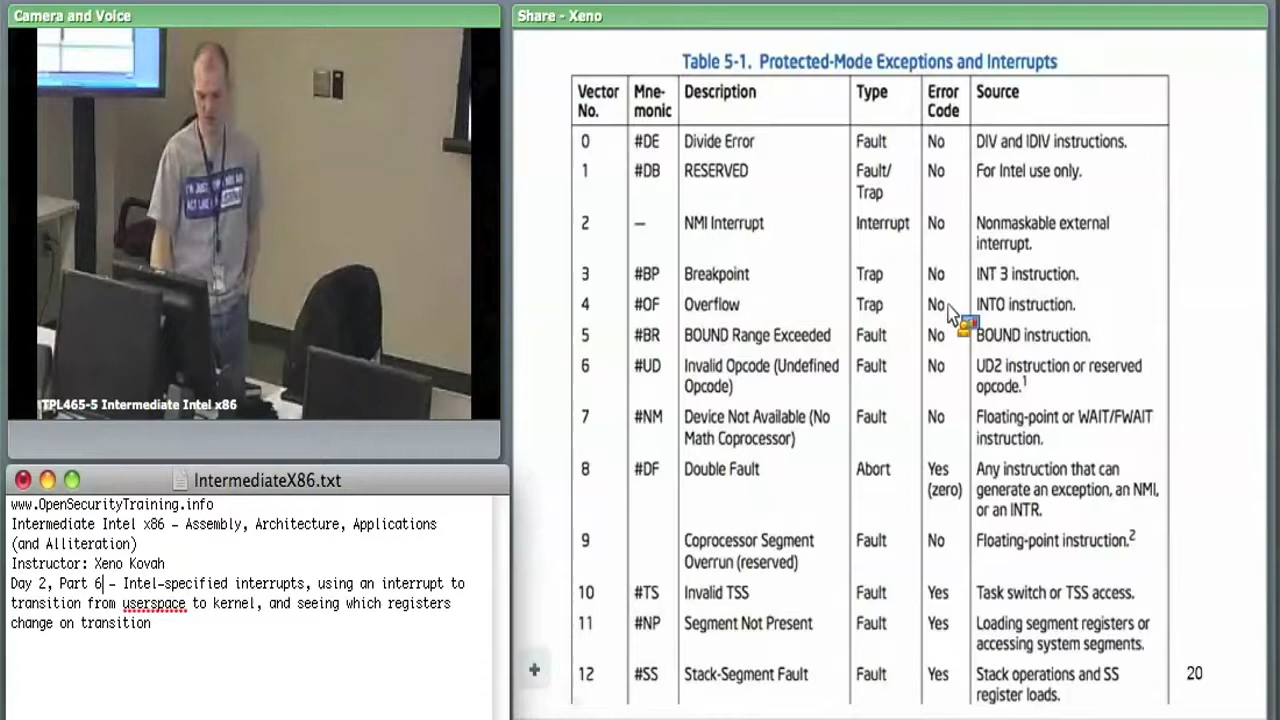 Camera and Voice
TPL465-5 Intermediate Intel x86
IntermediateX86.txt
www.OpenSecurityTraining.info
Intermediate Intel x86 – Assembly, Architecture, Applications
(and Alliteration)
Instructor: Xeno Kovah
Day 2, Part 6 – Intel-specified interrupts, using an interrupt to
transition from userspace to kernel, and seeing which registers
change on transition
Share - Xeno
Table 5-1. Protected-Mode Exceptions and Interrupts
Vector Mne- Description Type Error Source
No. monic Code
0 #DE Divide Error Fault No DIV and IDIV instructions.
1 #DB RESERVED Fault/ No For Intel use only.
Trap
2 — NMI Interrupt Interrupt No Nonmaskable external
interrupt.
3 #BP Breakpoint Trap No INT 3 instruction.
4 #OF Overflow Trap No INTO instruction.
5 #BR BOUND Range Exceeded Fault No BOUND instruction.
6 #UD Invalid Opcode (Undefined Fault No UD2 instruction or reserved
Opcode) opcode.1
7 #NM Device Not Available (No Fault No Floating-point or WAIT/FWAIT
Math Coprocessor) instruction.
8 #DF Double Fault Abort Yes Any instruction that can
(zero) generate an exception, an NMI,
or an INTR.
9 Coprocessor Segment Fault No Floating-point instruction.2
Overrun (reserved)
10 #TS Invalid TSS Fault Yes Task switch or TSS access.
11 #NP Segment Not Present Fault Yes Loading segment registers or
accessing system segments.
12 #SS Stack-Segment Fault Fault Yes Stack operations and SS
register loads.
20